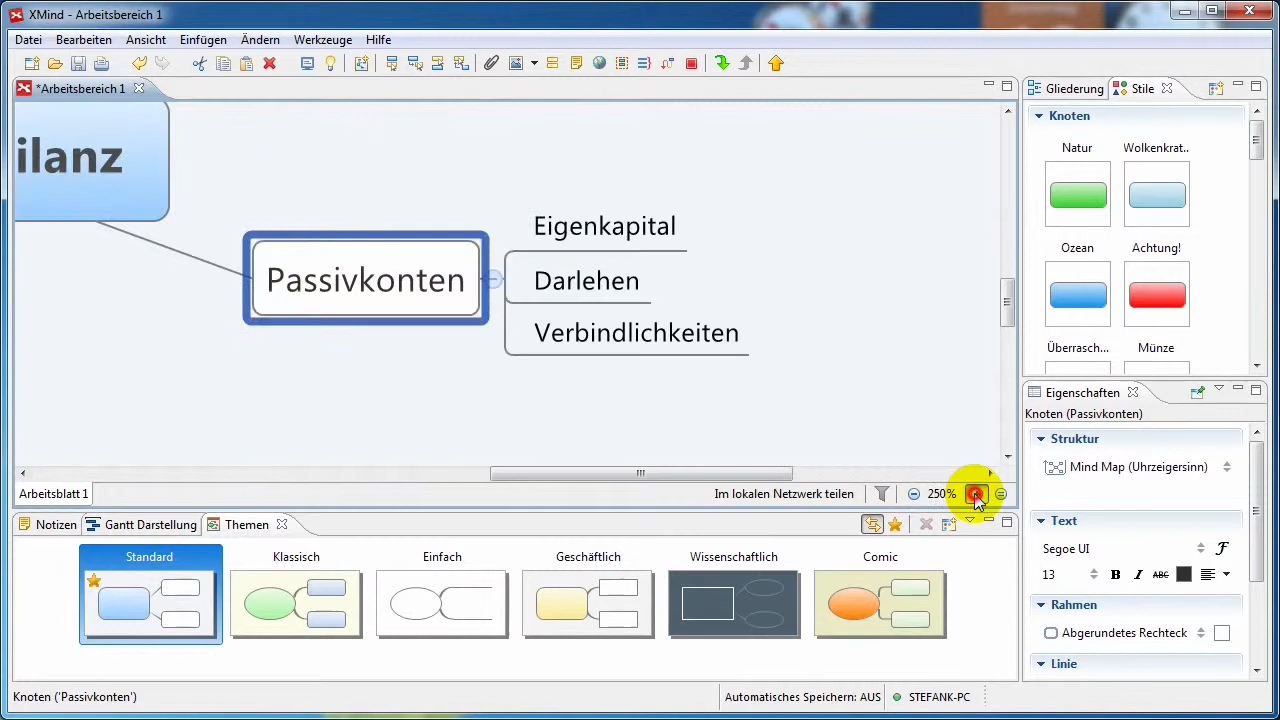 XMind - Arbeitsbereich 1
Datei Bearbeiten Ansicht Einfügen Ändern Werkzeuge Hilfe
*Arbeitsbereich 1
Gliederung Stile
ilanz
Passivkonten
Eigenkapital
Darlehen
Verbindlichkeiten
Knoten
Natur Wolkenkrat..
Ozean Achtung!
Überrasch... Münze
Eigenschaften
Knoten (Passivkonten)
Struktur
Mind Map (Uhrzeigersinn)
Text
Segoe UI
13 B I ABC
Rahmen
Abgerundetes Rechteck
Linie
Arbeitsblatt 1 Im lokalen Netzwerk teilen 250%
Notizen Gantt Darstellung Themen
Standard Klassisch Einfach Geschäftlich Wissenschaftlich Comic
Knoten ('Passivkonten') Automatisches Speichern: AUS STEFANK-PC